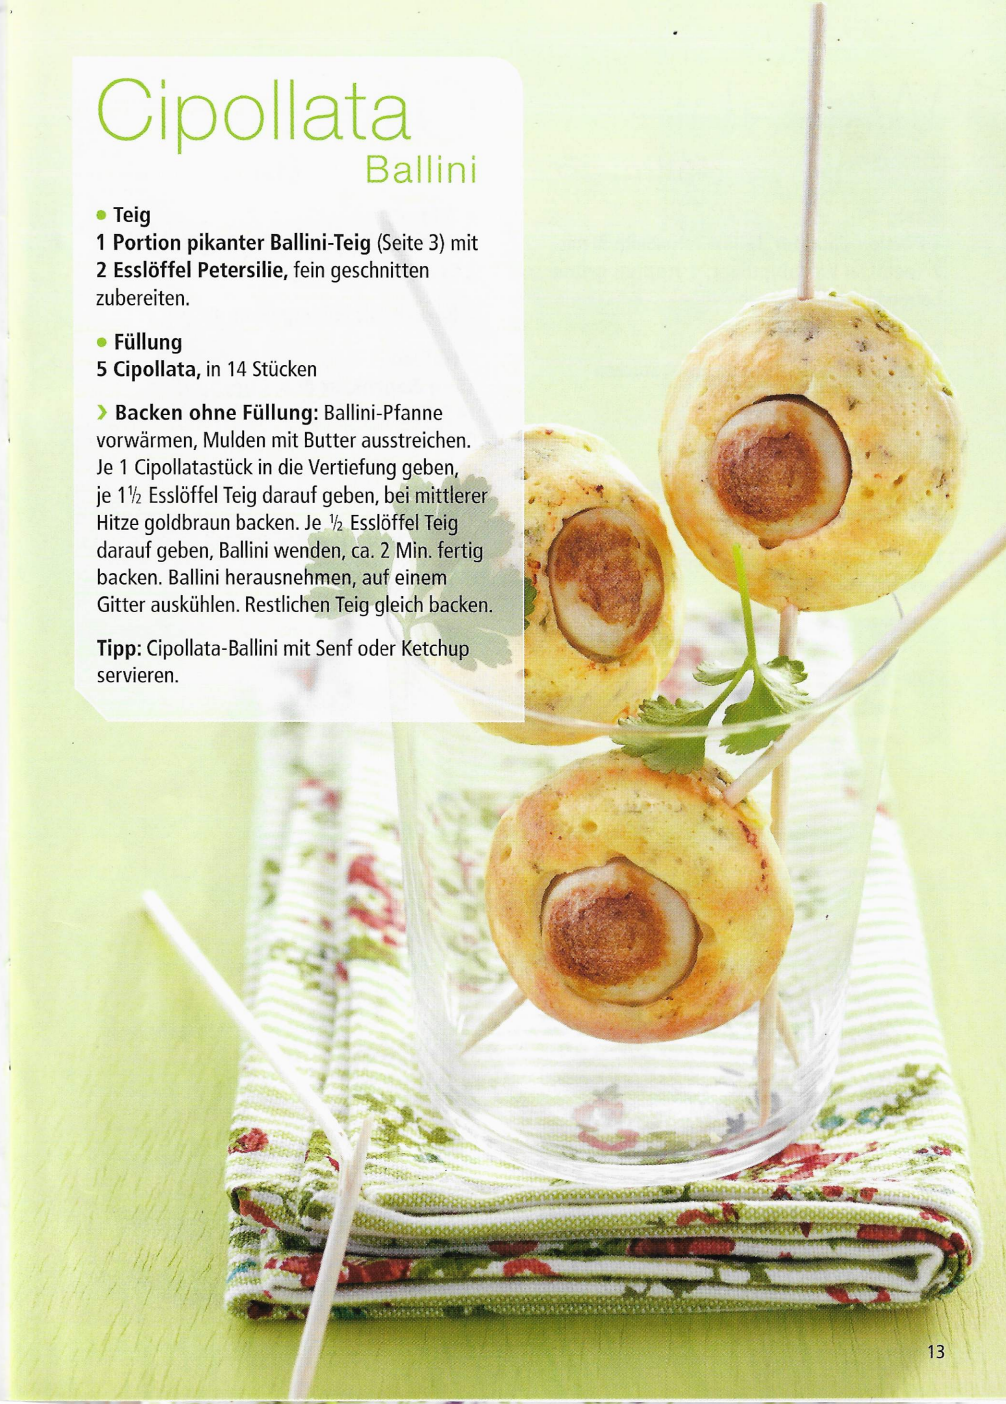 Cipollata
Ballini
• Teig
1 Portion pikanter Ballini-Teig (Seite 3) mit
2 Esslöffel Petersilie, fein geschnitten
zubereiten.
• Füllung
5 Cipollata, in 14 Stücken
› Backen ohne Füllung: Ballini-Pfanne
vorwärmen, Mulden mit Butter ausstreichen.
Je 1 Cipollatastück in die Vertiefung geben,
je 1½ Esslöffel Teig darauf geben, bei mittlerer
Hitze goldbraun backen. Je ½ Esslöffel Teig
darauf geben, Ballini wenden, ca. 2 Min. fertig
backen. Ballini herausnehmen, auf einem
Gitter auskühlen. Restlichen Teig gleich backen.
Tipp: Cipollata-Ballini mit Senf oder Ketchup
servieren.
13